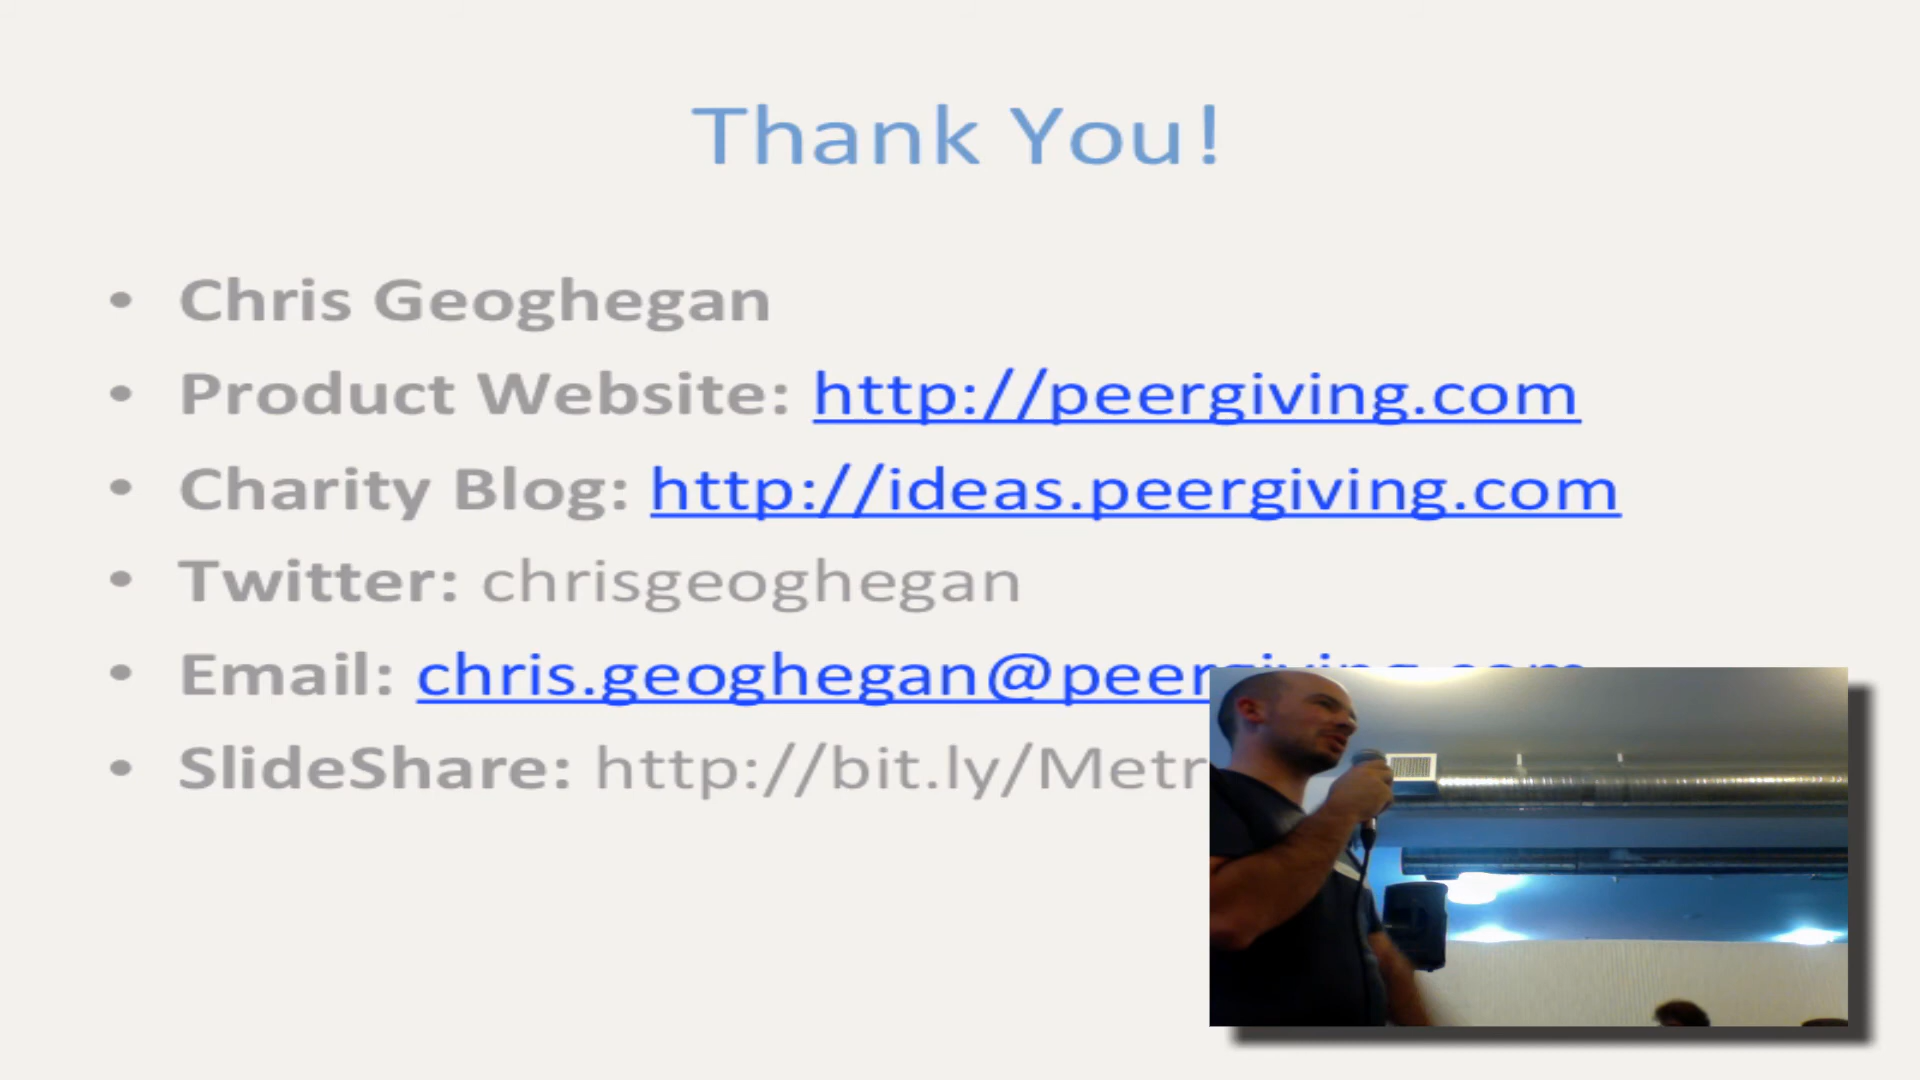 Thank You!
• Chris Geoghegan
• Product Website: http://peergiving.com
• Charity Blog: http://ideas.peergiving.com
• Twitter: chrisgeoghegan
• Email: chris.geoghegan@peergiving.com
• SlideShare: http://bit.ly/Metr